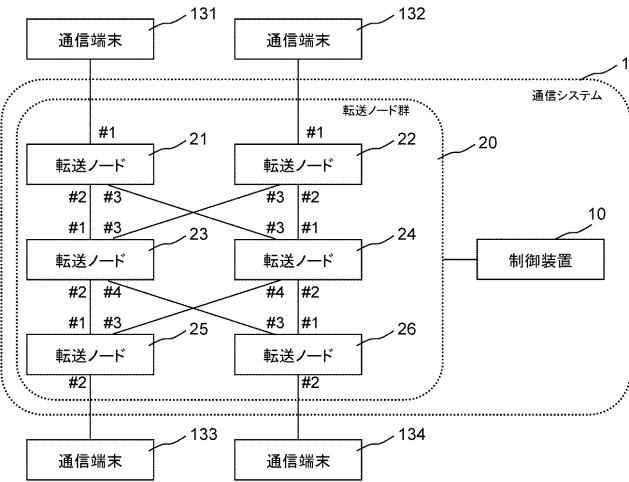 131
132
通信端末
通信端末
1
通信システム
転送ノード群
#1
21
#1
22
20
転送ノード
転送ノード
#2 #3
#3 #2
10
#1 #3
23
#3 #1
24
転送ノード
転送ノード
制御装置
#2 #4
#4 #2
#1 #3
25
#3 #1
26
転送ノード
転送ノード
#2
#2
133
134
通信端末
通信端末